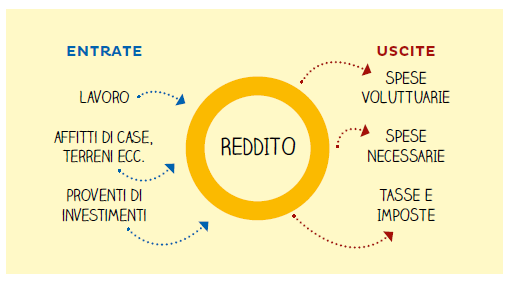 ENTRATE
LAVORO
AFFITTI DI CASE,
TERRENI ECC.
PROVENTI DI
INVESTIMENTI
REDDITO
USCITE
SPESE
VOLUTTUARIE
SPESE
NECESSARIE
TASSE E
IMPOSTE